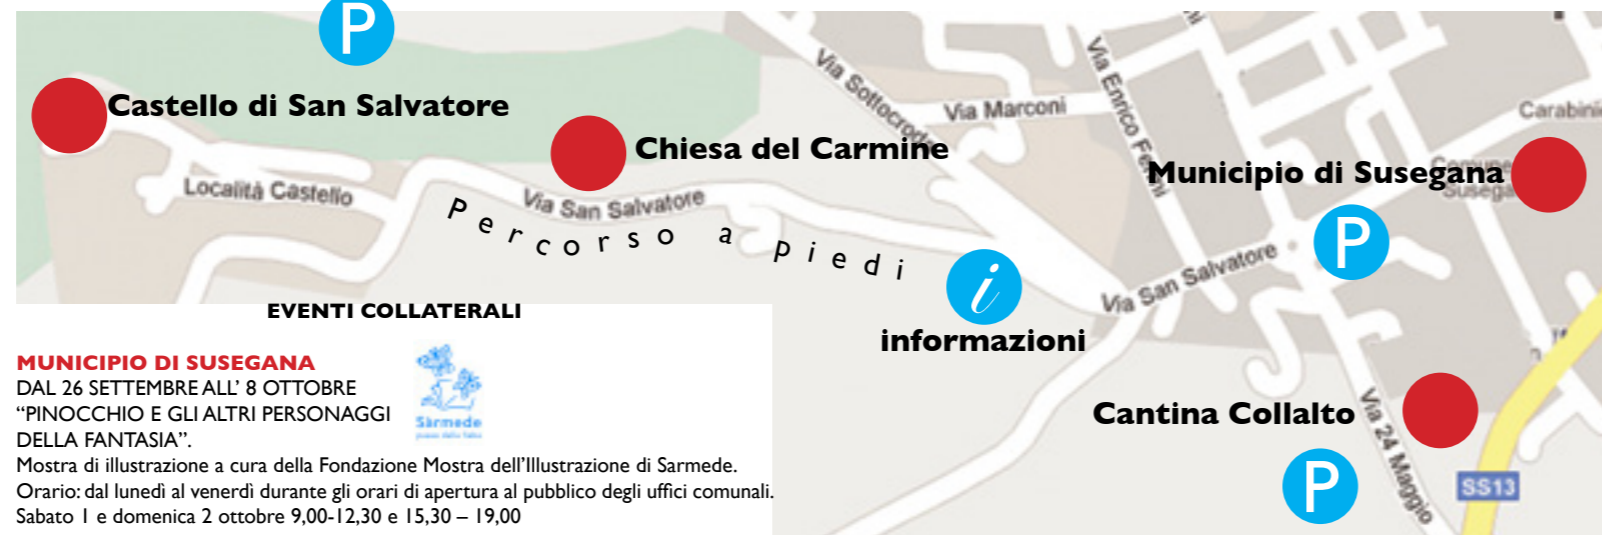 P
Castello di San Salvatore
Chiesa del Carmine
Località Castello
Via San Salvatore
Percorso a piedi
Via Sottocroda
Via Marconi
Via Enrico Fermi
Carabini
Municipio di Susegana
Comune
Susega
P
Via San Salvatore
i
informazioni
Cantina Collalto
Via 24 Maggio
P
SS13
EVENTI COLLATERALI
MUNICIPIO DI SUSEGANA
DAL 26 SETTEMBRE ALL' 8 OTTOBRE
“PINOCCHIO E GLI ALTRI PERSONAGGI
DELLA FANTASIA”.
Sàrmede
Mostra di illustrazione a cura della Fondazione Mostra dell’Illustrazione di Sarmede.
Orario: dal lunedì al venerdì durante gli orari di apertura al pubblico degli uffici comunali.
Sabato 1 e domenica 2 ottobre 9,00-12,30 e 15,30 – 19,00